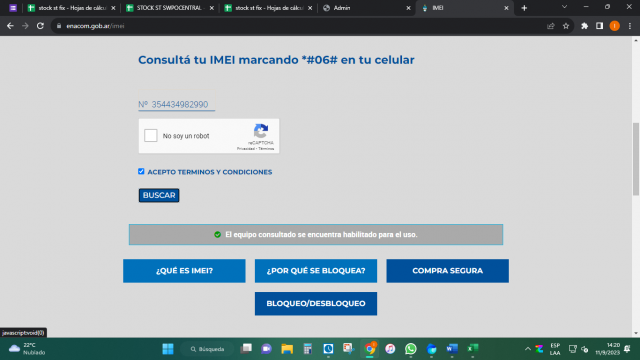 stock st fix - Hojas de cálcu
STOCK ST SWPOCENTRAL -
stock st fix - Hojas de cálcu
Admin
IMEI
enacom.gob.ar/imei
Consultá tu IMEI marcando *#06# en tu celular
Nº 354434982990
No soy un robot
reCAPTCHA
Privacidad - Términos
ACEPTO TERMINOS Y CONDICIONES
BUSCAR
El equipo consultado se encuentra habilitado para el uso.
¿QUÉ ES IMEI?
¿POR QUÉ SE BLOQUEA?
COMPRA SEGURA
BLOQUEO/DESBLOQUEO
javascript:void(0)
22°C
Nublado
Búsqueda
ESP
LAA
14:20
11/9/2023